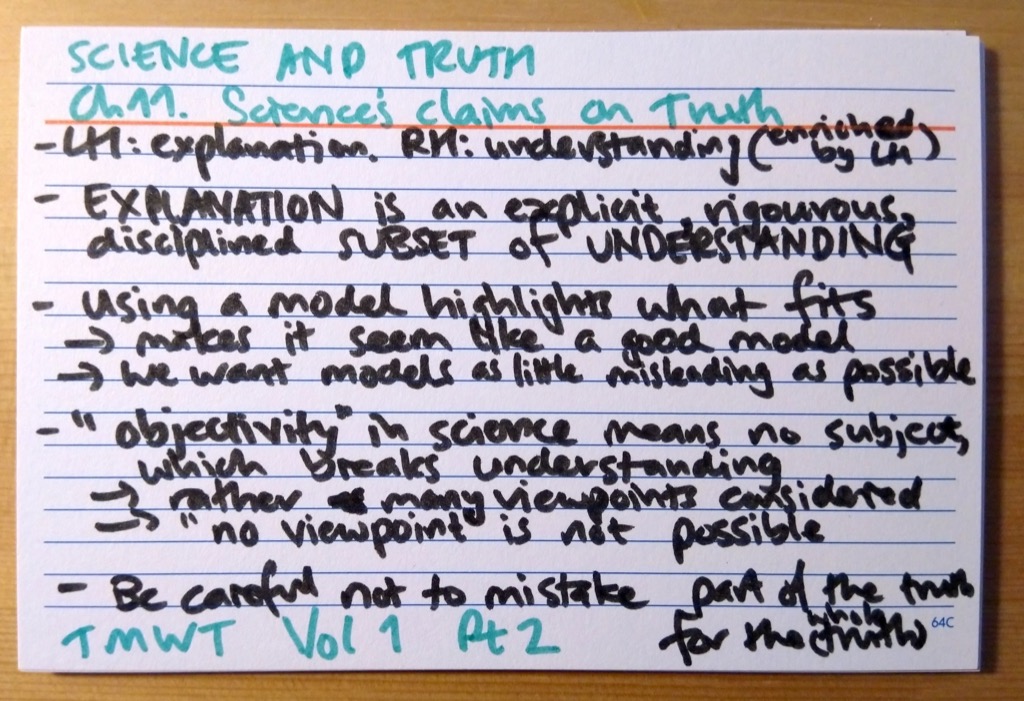 SCIENCE AND TRUTH
Ch11. Science's claims on Truth
- LH: explanation. RH: understanding (enriched by LH)
- EXPLANATION is an explicit, rigourous,
disciplined SUBSET of UNDERSTANDING
- Using a model highlights what fits
→ makes it seem like a good model
→ We want models as little misleading as possible
- "objectivity" in science means no subject,
which breaks understanding
→ rather many viewpoints considered
→ "no viewpoint" is not possible
- Be careful not to mistake part of the truth
for the (whole truth)
TMWT Vol 1 Pt 2
64C